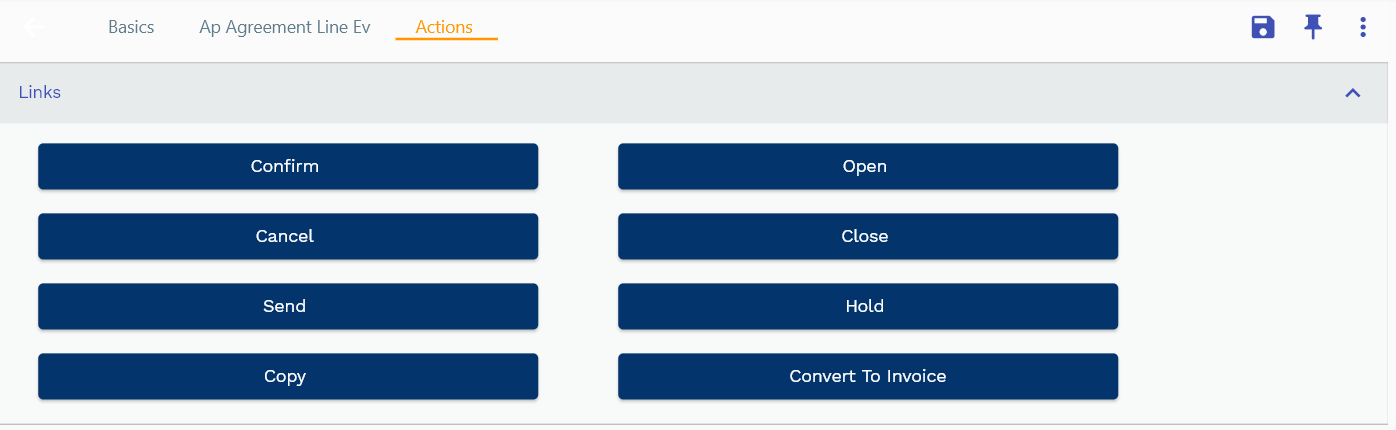 Basics Ap Agreement Line Ev Actions
Links
Confirm Open
Cancel Close
Send Hold
Copy Convert To Invoice